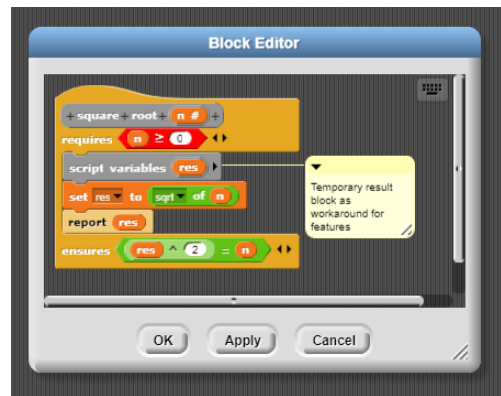 Block Editor
+ square + root + n # +
requires n ≥ 0
script variables res
set res to sqrt of n
report res
ensures res ^ 2 = n
Temporary result
block as
workaround for
features
OK Apply Cancel